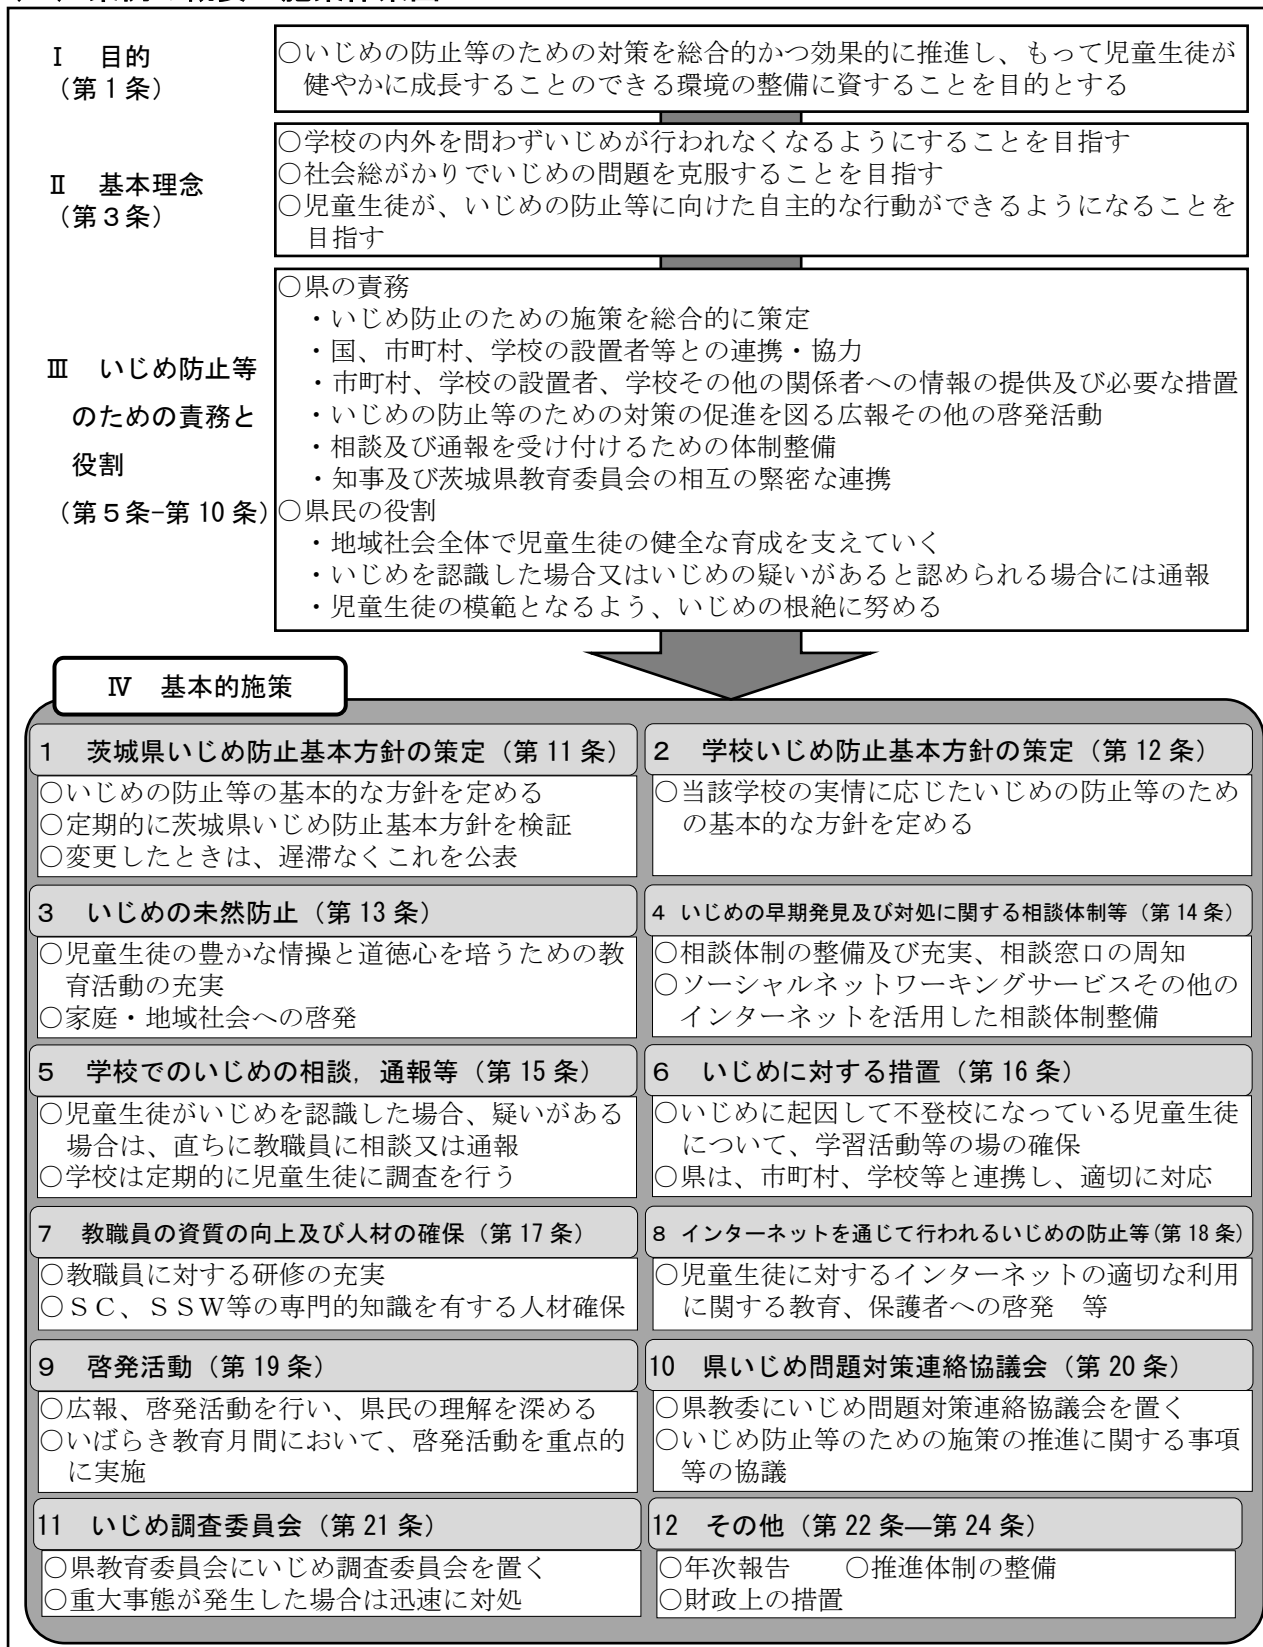 Ⅰ 目的
(第1条)
○いじめの防止等のための対策を総合的かつ効果的に推進し、もって児童生徒が
健やかに成長することのできる環境の整備に資することを目的とする
Ⅱ 基本理念
(第3条)
○学校の内外を問わずいじめが行われなくなるようにすることを目指す
○社会総がかりでいじめの問題を克服することを目指す
○児童生徒が、いじめの防止等に向けた自主的な行動ができるようになることを
目指す
Ⅲ いじめ防止等
のための責務と
役割
(第5条-第10条)
○県の責務
・いじめ防止のための施策を総合的に策定
・国、市町村、学校の設置者等との連携・協力
・市町村、学校の設置者、学校その他の関係者への情報の提供及び必要な措置
・いじめの防止等のための対策の促進を図る広報その他の啓発活動
・相談及び通報を受け付けるための体制整備
・知事及び茨城県教育委員会の相互の緊密な連携
○県民の役割
・地域社会全体で児童生徒の健全な育成を支えていく
・いじめを認識した場合又はいじめの疑いがあると認められる場合には通報
・児童生徒の模範となるよう、いじめの根絶に努める
Ⅳ 基本的施策
1 茨城県いじめ防止基本方針の策定(第11条)
○いじめの防止等の基本的な方針を定める
○定期的に茨城県いじめ防止基本方針を検証
○変更したときは、遅滞なくこれを公表
2 学校いじめ防止基本方針の策定(第12条)
○当該学校の実情に応じたいじめの防止等のため
の基本的な方針を定める
3 いじめの未然防止(第13条)
○児童生徒の豊かな情操と道徳心を培うための教
育活動の充実
○家庭・地域社会への啓発
4 いじめの早期発見及び対処に関する相談体制等(第14条)
○相談体制の整備及び充実、相談窓口の周知
○ソーシャルネットワーキングサービスその他の
インターネットを活用した相談体制整備
5 学校でのいじめの相談,通報等(第15条)
○児童生徒がいじめを認識した場合、疑いがある
場合は、直ちに教職員に相談又は通報
○学校は定期的に児童生徒に調査を行う
6 いじめに対する措置(第16条)
○いじめに起因して不登校になっている児童生徒
について、学習活動等の場の確保
○県は、市町村、学校等と連携し、適切に対応
7 教職員の資質の向上及び人材の確保(第17条)
○教職員に対する研修の充実
○SC、SSW等の専門的知識を有する人材確保
8 インターネットを通じて行われるいじめの防止等(第18条)
○児童生徒に対するインターネットの適切な利用
に関する教育、保護者への啓発 等
9 啓発活動(第19条)
○広報、啓発活動を行い、県民の理解を深める
○いばらき教育月間において、啓発活動を重点的
に実施
10 県いじめ問題対策連絡協議会(第20条)
○県教委にいじめ問題対策連絡協議会を置く
○いじめ防止等のための施策の推進に関する事項
等の協議
11 いじめ調査委員会(第21条)
○県教育委員会にいじめ調査委員会を置く
○重大事態が発生した場合は迅速に対処
12 その他(第22条―第24条)
○年次報告 ○推進体制の整備
○財政上の措置